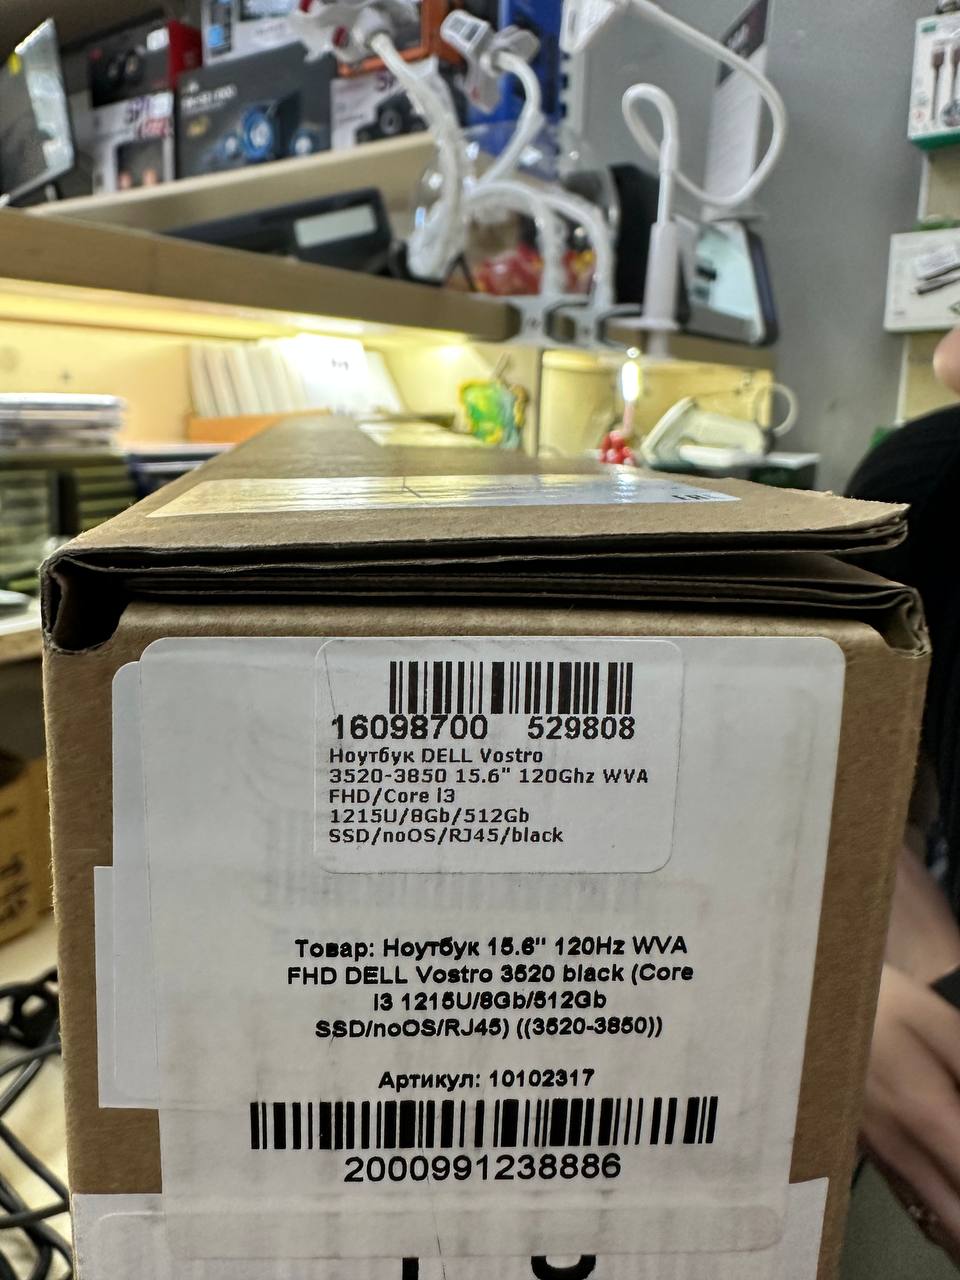 EAC
16098700 529808
Ноутбук DELL Vostro
3520-3850 15.6" 120Ghz WVA
FHD/Core i3
1215U/8Gb/512Gb
SSD/noOS/RJ45/black
Товар: Ноутбук 15.6'' 120Hz WVA
FHD DELL Vostro 3520 black (Core
i3 1215U/8Gb/512Gb
SSD/noOS/RJ45) ((3520-3850))
Артикул: 10102317
2000991238886